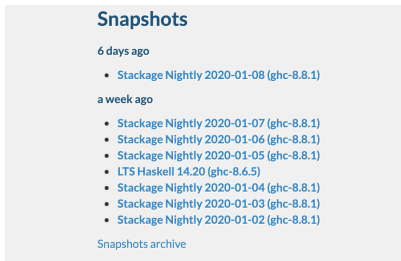 Snapshots
6 days ago
Stackage Nightly 2020-01-08 (ghc-8.8.1)
a week ago
Stackage Nightly 2020-01-07 (ghc-8.8.1)
Stackage Nightly 2020-01-06 (ghc-8.8.1)
Stackage Nightly 2020-01-05 (ghc-8.8.1)
LTS Haskell 14.20 (ghc-8.6.5)
Stackage Nightly 2020-01-04 (ghc-8.8.1)
Stackage Nightly 2020-01-03 (ghc-8.8.1)
Stackage Nightly 2020-01-02 (ghc-8.8.1)
Snapshots archive